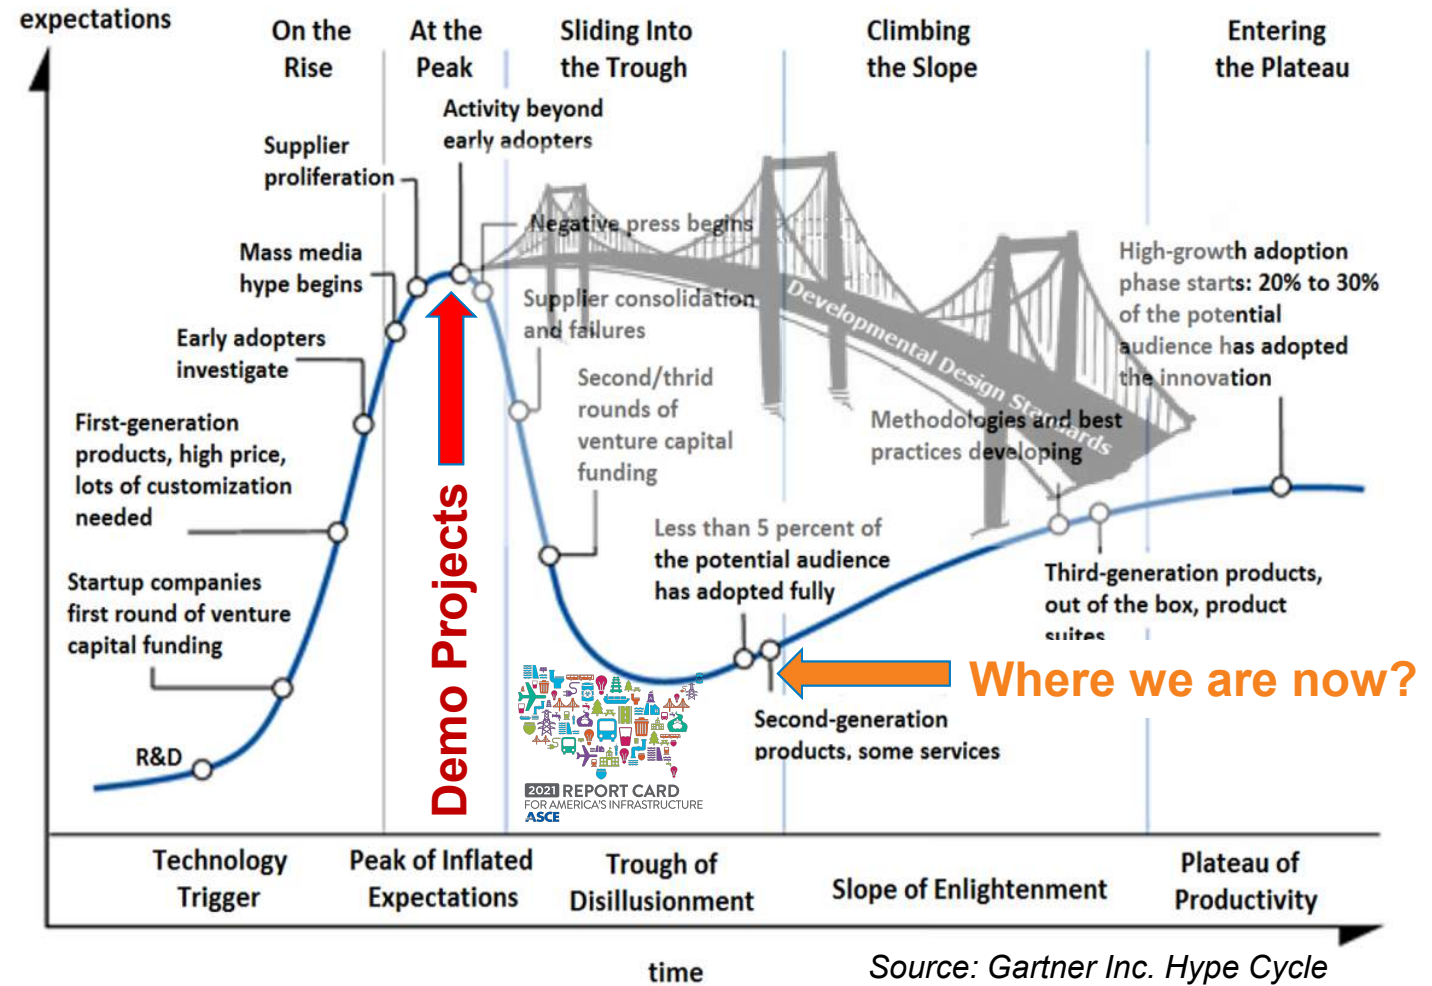 expectations
On the
Rise
At the
Peak
Sliding Into
the Trough
Climbing
the Slope
Entering
the Plateau
Activity beyond
early adopters
Supplier
proliferation
Negative press begins
Mass media
hype begins
High-growth adoption
phase starts: 20% to 30%
of the potential
audience has adopted
the innovation
Supplier consolidation
and failures
Developmental Design Standards
Early adopters
investigate
Second/thrid
rounds of
venture capital
funding
First-generation
products, high price,
lots of customization
needed
Methodologies and best
practices developing
Demo Projects
Less than 5 percent of
the potential audience
has adopted fully
Startup companies
first round of venture
capital funding
Third-generation products,
out of the box, product
suites
Where we are now?
R&D
Second-generation
products, some services
2021 REPORT CARD
FOR AMERICA'S INFRASTRUCTURE
ASCE
Technology
Trigger
Peak of Inflated
Expectations
Trough of
Disillusionment
Slope of Enlightenment
Plateau of
Productivity
time
Source: Gartner Inc. Hype Cycle